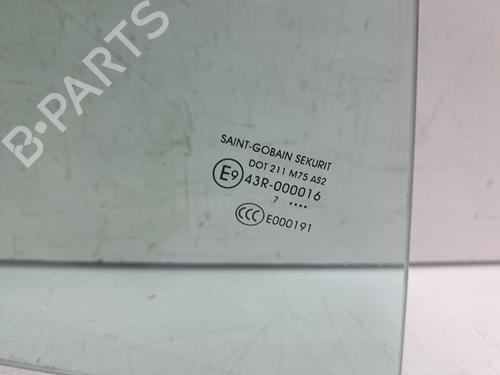 B-PARTS
SAINT-GOBAIN SEKURIT
DOT 211 M75 AS2
E9 43R-000016
7 ••••
CCC E000191